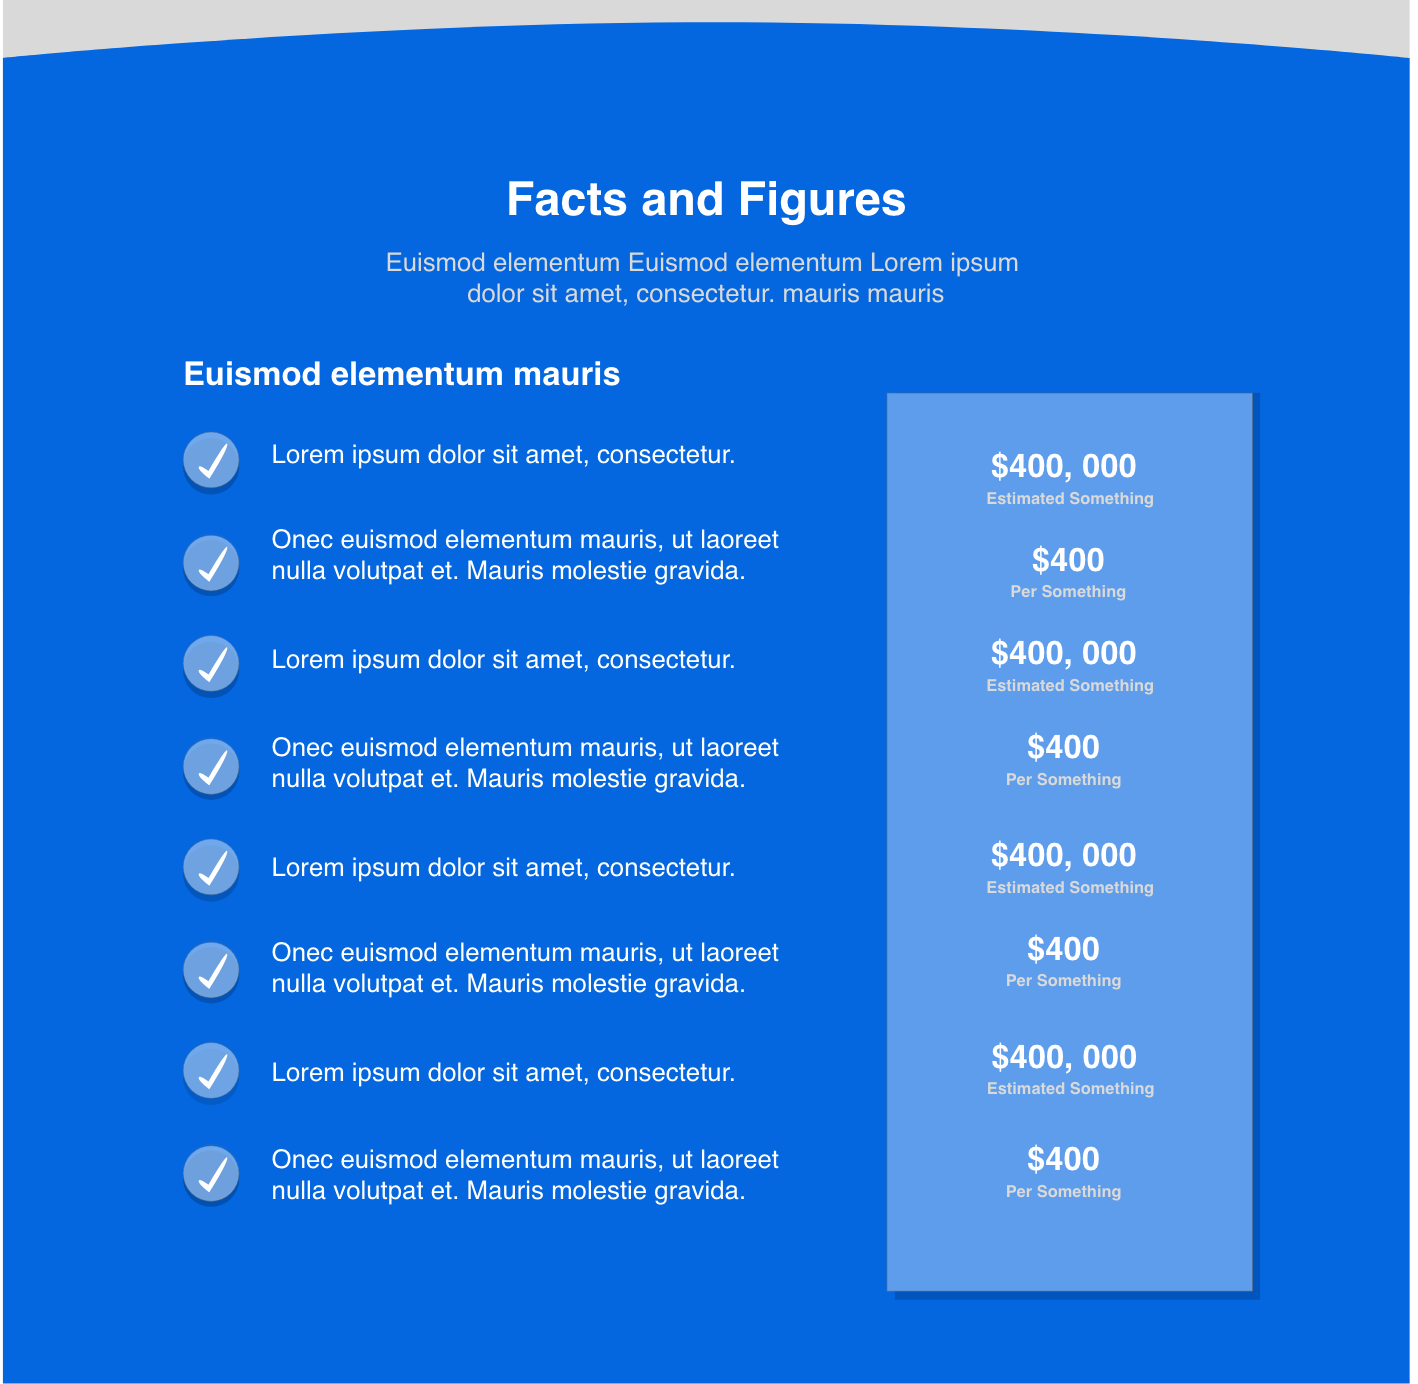 Facts and Figures
Euismod elementum Euismod elementum Lorem ipsum
dolor sit amet, consectetur. mauris mauris
Euismod elementum mauris
Lorem ipsum dolor sit amet, consectetur.
Onec euismod elementum mauris, ut laoreet
nulla volutpat et. Mauris molestie gravida.
Lorem ipsum dolor sit amet, consectetur.
Onec euismod elementum mauris, ut laoreet
nulla volutpat et. Mauris molestie gravida.
Lorem ipsum dolor sit amet, consectetur.
Onec euismod elementum mauris, ut laoreet
nulla volutpat et. Mauris molestie gravida.
Lorem ipsum dolor sit amet, consectetur.
Onec euismod elementum mauris, ut laoreet
nulla volutpat et. Mauris molestie gravida.
$400, 000
Estimated Something
$400
Per Something
$400, 000
Estimated Something
$400
Per Something
$400, 000
Estimated Something
$400
Per Something
$400, 000
Estimated Something
$400
Per Something